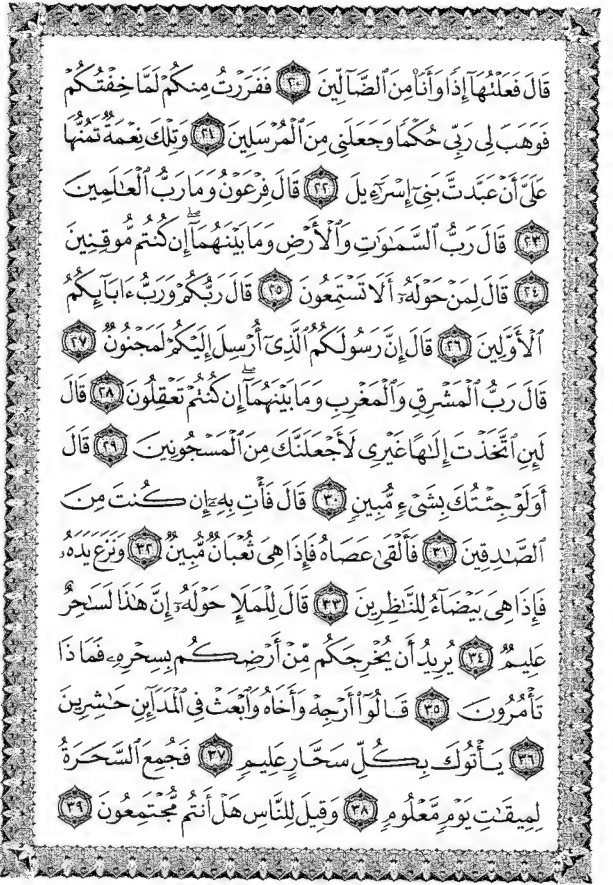 قَالَ فَعَلْتُهَآ إِذًا وَأَنَا۠ مِنَ ٱلضَّآلِّينَ ٢٠ فَفَرَرْتُ مِنكُمْ لَمَّا خِفْتُكُمْ
فَوَهَبَ لِى رَبِّى حُكْمًا وَجَعَلَنِى مِنَ ٱلْمُرْسَلِينَ ٢١ وَتِلْكَ نِعْمَةٌ تَمُنُّهَا
عَلَىَّ أَنْ عَبَّدتَّ بَنِىٓ إِسْرَٰٓءِيلَ ٢٢ قَالَ فِرْعَوْنُ وَمَا رَبُّ ٱلْعَٰلَمِينَ
٢٣ قَالَ رَبُّ ٱلسَّمَٰوَٰتِ وَٱلْأَرْضِ وَمَا بَيْنَهُمَآ ۖ إِن كُنتُم مُّوقِنِينَ
٢٤ قَالَ لِمَنْ حَوْلَهُۥٓ أَلَا تَسْتَمِعُونَ ٢٥ قَالَ رَبُّكُمْ وَرَبُّ ءَابَآئِكُمُ
ٱلْأَوَّلِينَ ٢٦ قَالَ إِنَّ رَسُولَكُمُ ٱلَّذِىٓ أُرْسِلَ إِلَيْكُمْ لَمَجْنُونٌ ٢٧
قَالَ رَبُّ ٱلْمَشْرِقِ وَٱلْمَغْرِبِ وَمَا بَيْنَهُمَآ ۖ إِن كُنتُمْ تَعْقِلُونَ ٢٨ قَالَ
لَئِنِ ٱتَّخَذْتَ إِلَٰهًا غَيْرِى لَأَجْعَلَنَّكَ مِنَ ٱلْمَسْجُونِينَ ٢٩ قَالَ
أَوَلَوْ جِئْتُكَ بِشَىْءٍ مُّبِينٍ ٣٠ قَالَ فَأْتِ بِهِۦٓ إِن كُنتَ مِنَ
ٱلصَّٰدِقِينَ ٣١ فَأَلْقَىٰ عَصَاهُ فَإِذَا هِىَ ثُعْبَانٌ مُّبِينٌ ٣٢ وَنَزَعَ يَدَهُۥ
فَإِذَا هِىَ بَيْضَآءُ لِلنَّٰظِرِينَ ٣٣ قَالَ لِلْمَلَإِ حَوْلَهُۥٓ إِنَّ هَٰذَا لَسَٰحِرٌ
عَلِيمٌ ٣٤ يُرِيدُ أَن يُخْرِجَكُم مِّنْ أَرْضِكُم بِسِحْرِهِۦ فَمَاذَا
تَأْمُرُونَ ٣٥ قَالُوٓا۟ أَرْجِهْ وَأَخَاهُ وَٱبْعَثْ فِى ٱلْمَدَآئِنِ حَٰشِرِينَ
٣٦ يَأْتُوكَ بِكُلِّ سَحَّارٍ عَلِيمٍ ٣٧ فَجُمِعَ ٱلسَّحَرَةُ
لِمِيقَٰتِ يَوْمٍ مَّعْلُومٍ ٣٨ وَقِيلَ لِلنَّاسِ هَلْ أَنتُم مُّجْتَمِعُونَ ٣٩